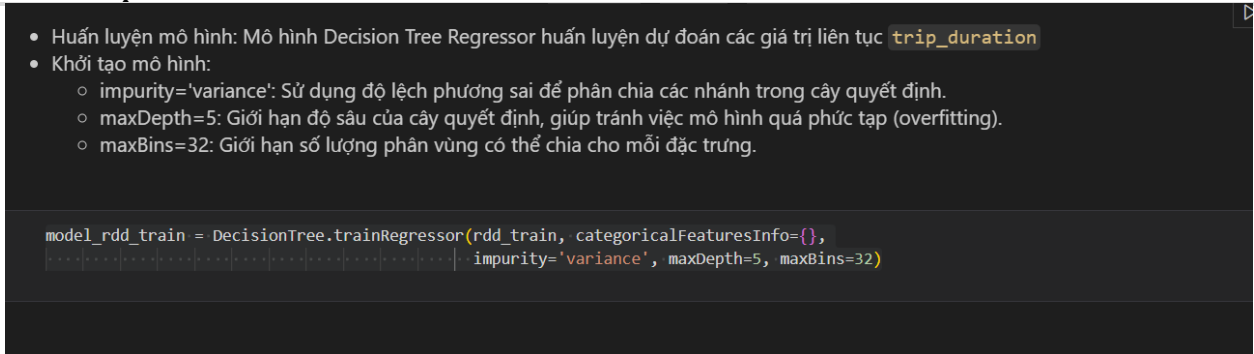 Huấn luyện mô hình: Mô hình Decision Tree Regressor huấn luyện dự đoán các giá trị liên tục trip_duration
Khởi tạo mô hình:
impurity='variance': Sử dụng độ lệch phương sai để phân chia các nhánh trong cây quyết định.
maxDepth=5: Giới hạn độ sâu của cây quyết định, giúp tránh việc mô hình quá phức tạp (overfitting).
maxBins=32: Giới hạn số lượng phân vùng có thể chia cho mỗi đặc trưng.
model_rdd_train = DecisionTree.trainRegressor(rdd_train, categoricalFeaturesInfo={},
impurity='variance', maxDepth=5, maxBins=32)